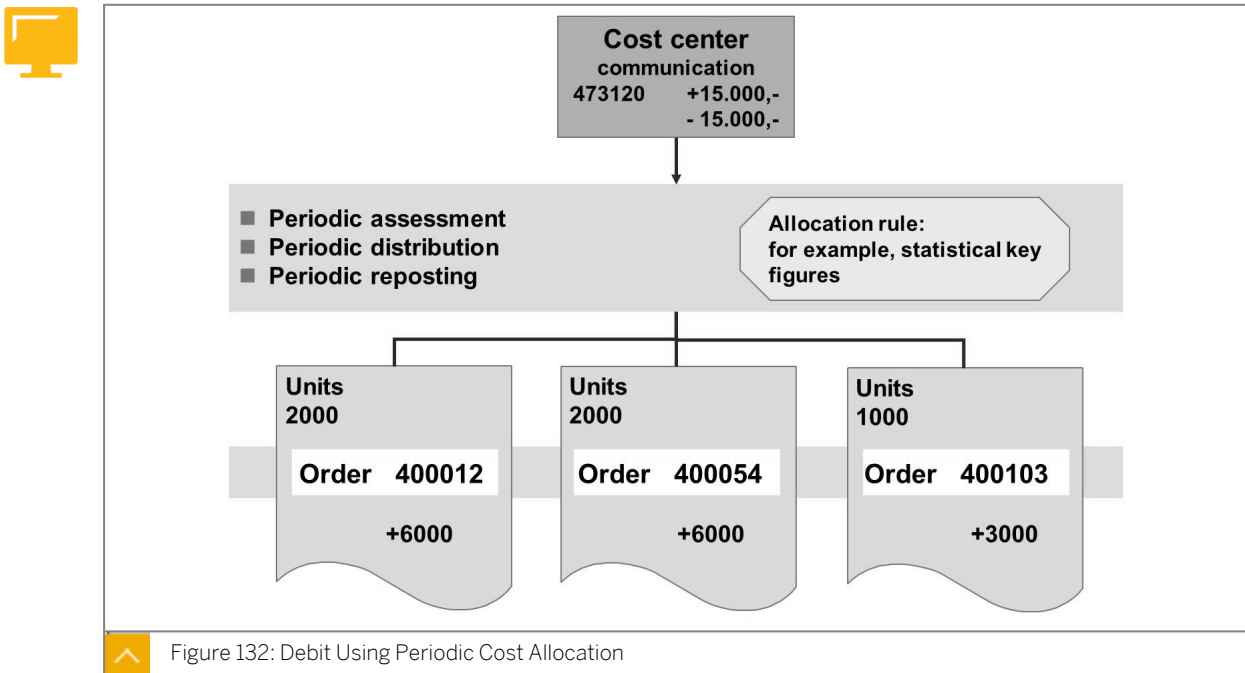 Cost center
communication
473120 +15.000,-
- 15.000,-
Periodic assessment
Periodic distribution
Periodic reposting
Allocation rule:
for example, statistical key
figures
Units
2000
Order 400012
+6000
Units
2000
Order 400054
+6000
Units
1000
Order 400103
+3000
Figure 132: Debit Using Periodic Cost Allocation